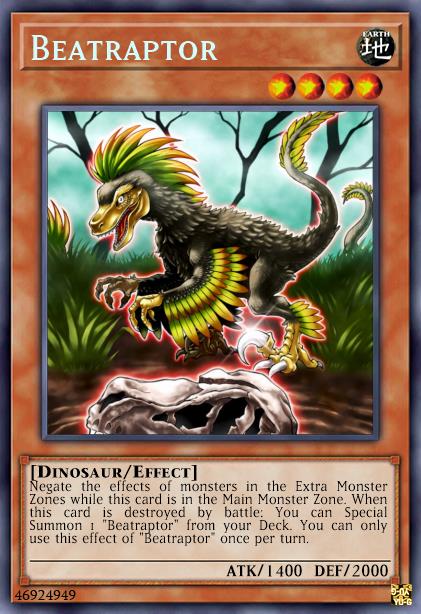 BEATRAPTOR
EARTH
地
[DINOSAUR/EFFECT]
Negate the effects of monsters in the Extra Monster
Zones while this card is in the Main Monster Zone. When
this card is destroyed by battle: You can Special
Summon 1 "Beatraptor" from your Deck. You can only
use this effect of "Beatraptor" once per turn.
ATK/1400 DEF/2000
46924949